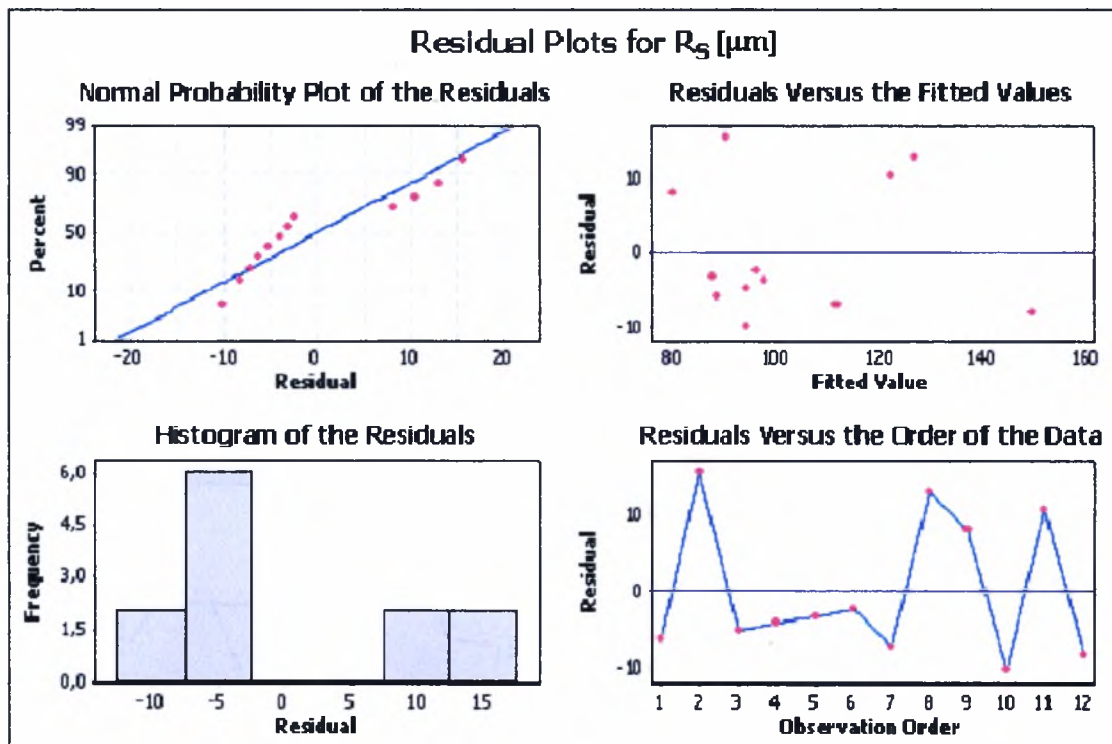 Residual Plots for RS [μm]
Normal Probability Plot of the Residuals
99
90
50
10
1
Percent
-20 -10 0 10 20
Residual
Residuals Versus the Fitted Values
10
0
-10
Residual
80 100 120 140 160
Fitted Value
Histogram of the Residuals
6,0
4,5
3,0
1,5
0,0
Frequency
-10 -5 0 5 10 15
Residual
Residuals Versus the Order of the Data
10
0
-10
Residual
1 2 3 4 5 6 7 8 9 10 11 12
Observation Order